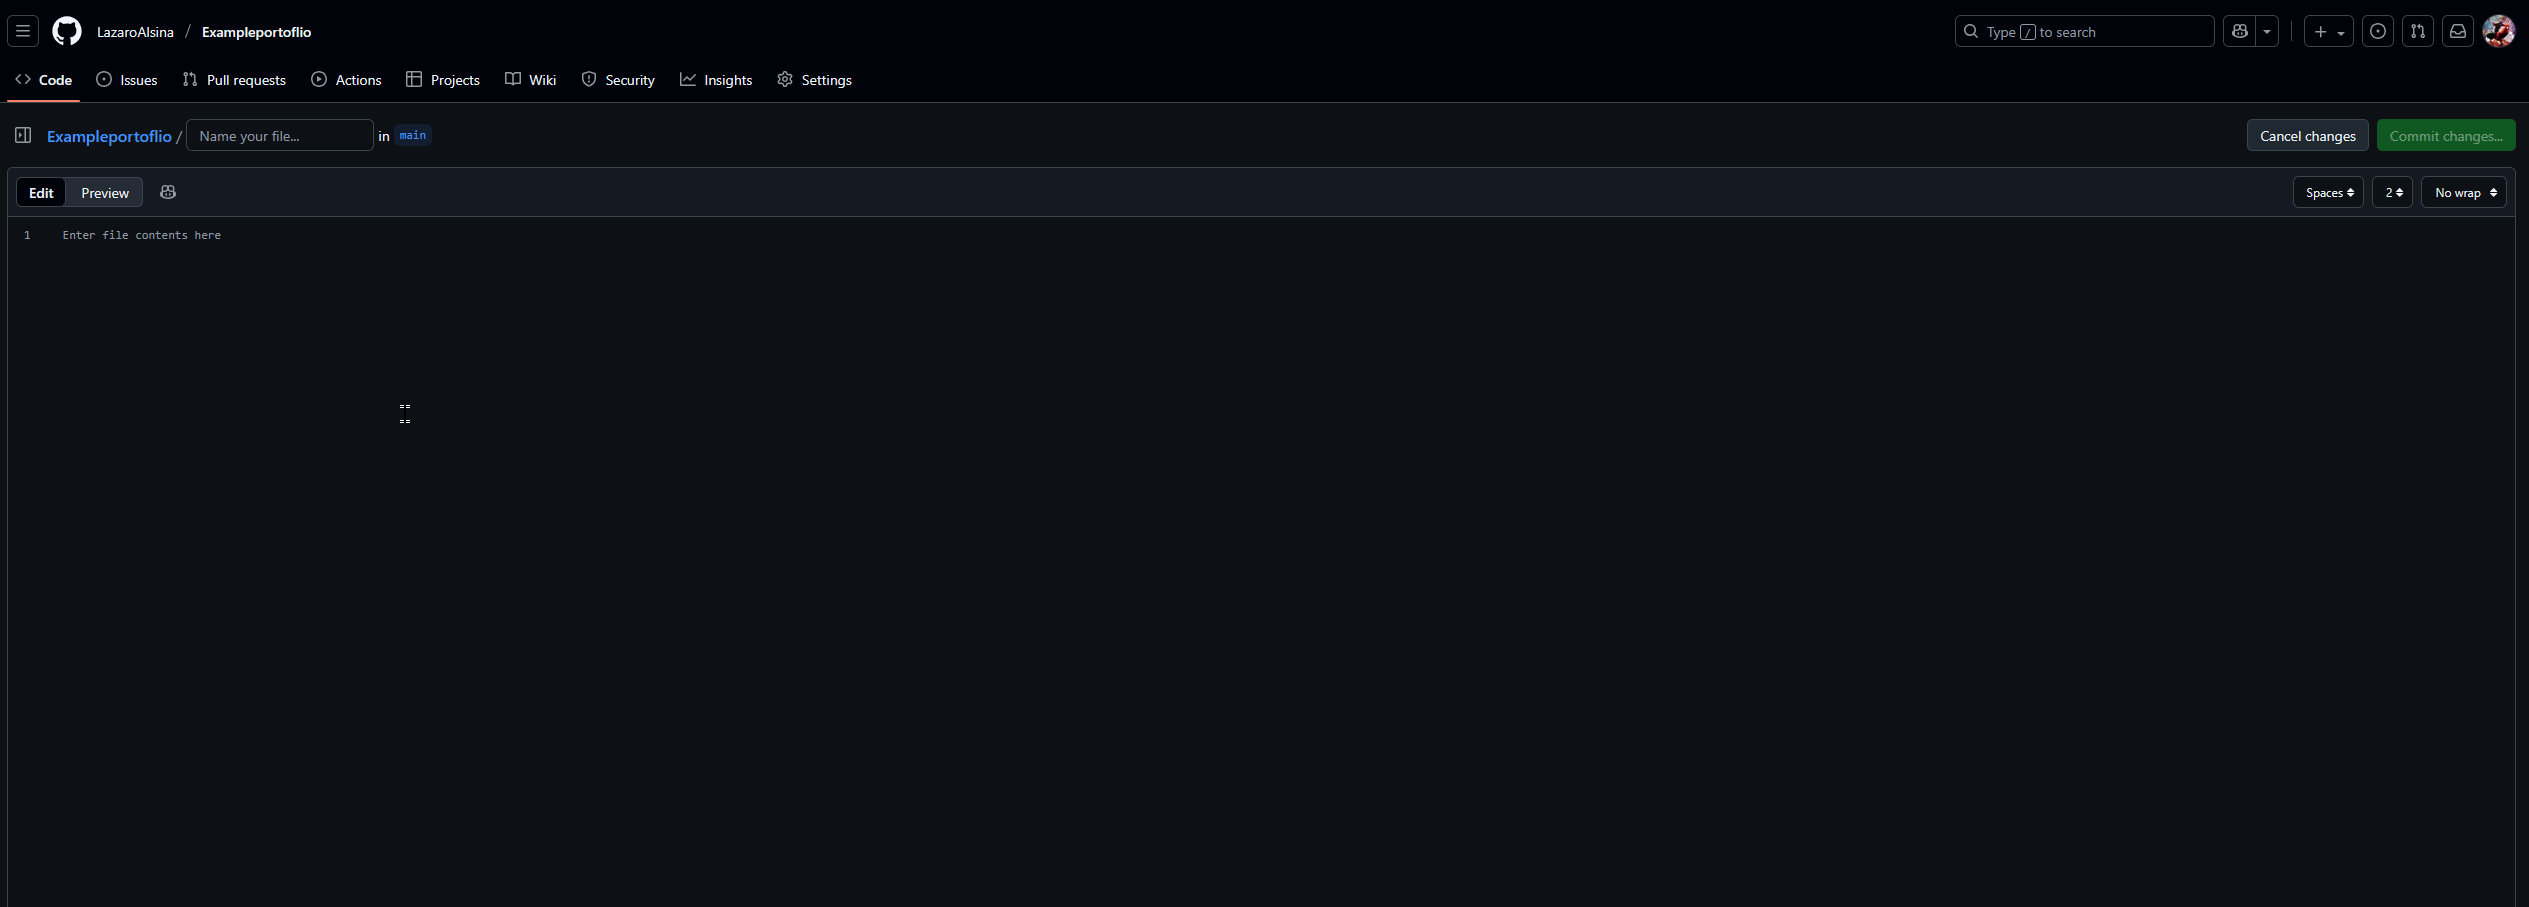 LazaroAlsina / Exampleportoflio Type / to search
Code Issues Pull requests Actions Projects Wiki Security Insights Settings
Exampleportoflio / Name your file... in main Cancel changes Commit changes...
Edit Preview Spaces 2 No wrap
1 Enter file contents here